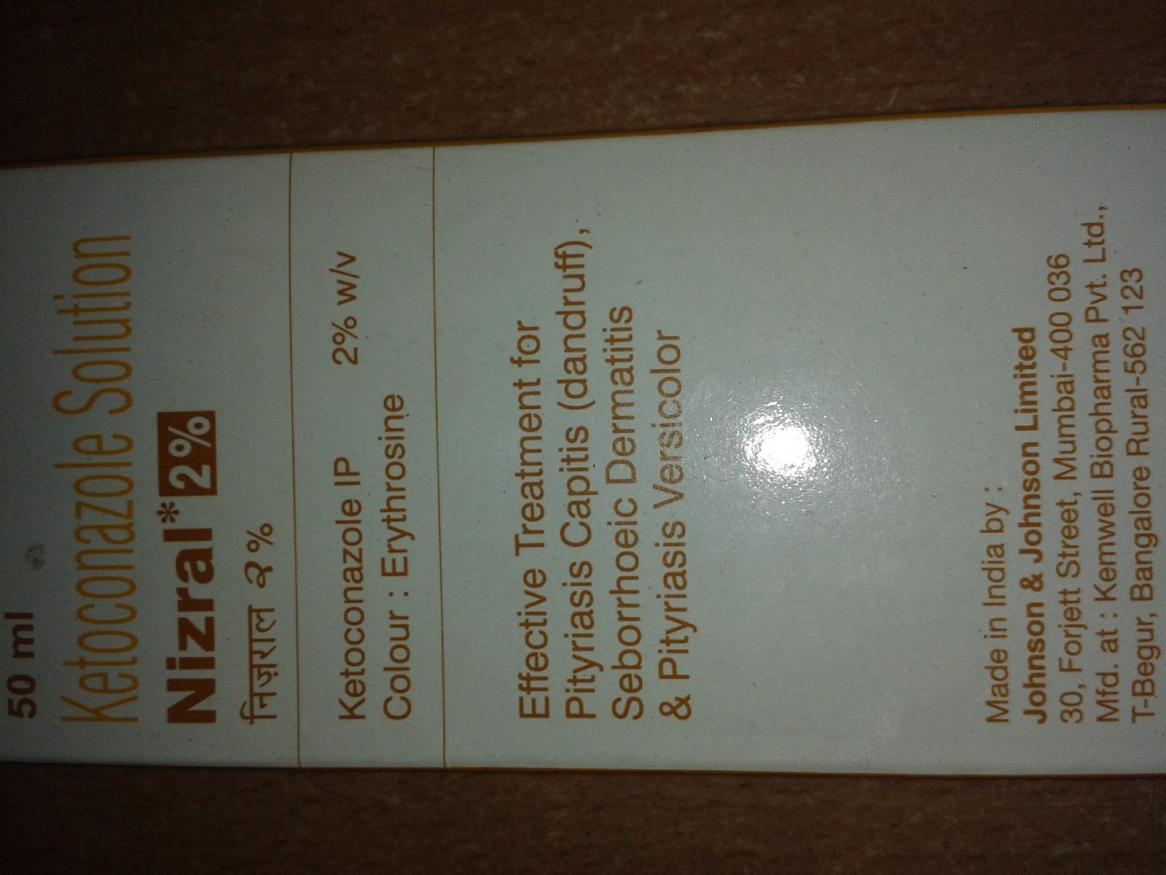 50 ml
Ketoconazole Solution
Nizral* 2%
निज़राल २%
Ketoconazole IP 2% w/v
Colour : Erythrosine
Effective Treatment for
Pityriasis Capitis (dandruff),
Seborrhoeic Dermatitis
& Pityriasis Versicolor
Made in India by :
Johnson & Johnson Limited
30, Forjett Street, Mumbai-400 036
Mfd. at : Kemwell Biopharma Pvt. Ltd.,
T-Begur, Bangalore Rural-562 123